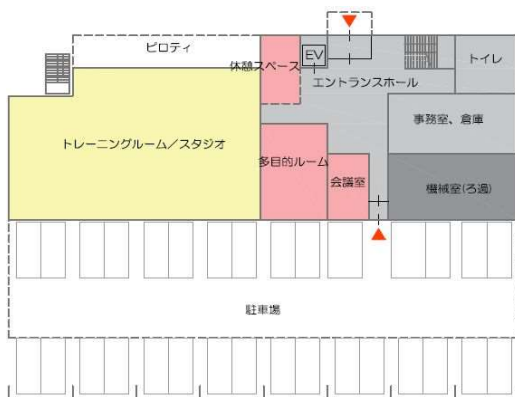 ピロティ
EV
休憩スペース
トイレ
エントランスホール
事務室、倉庫
トレーニングルーム／スタジオ
多目的ルーム
会議室
機械室(ろ過)
駐車場